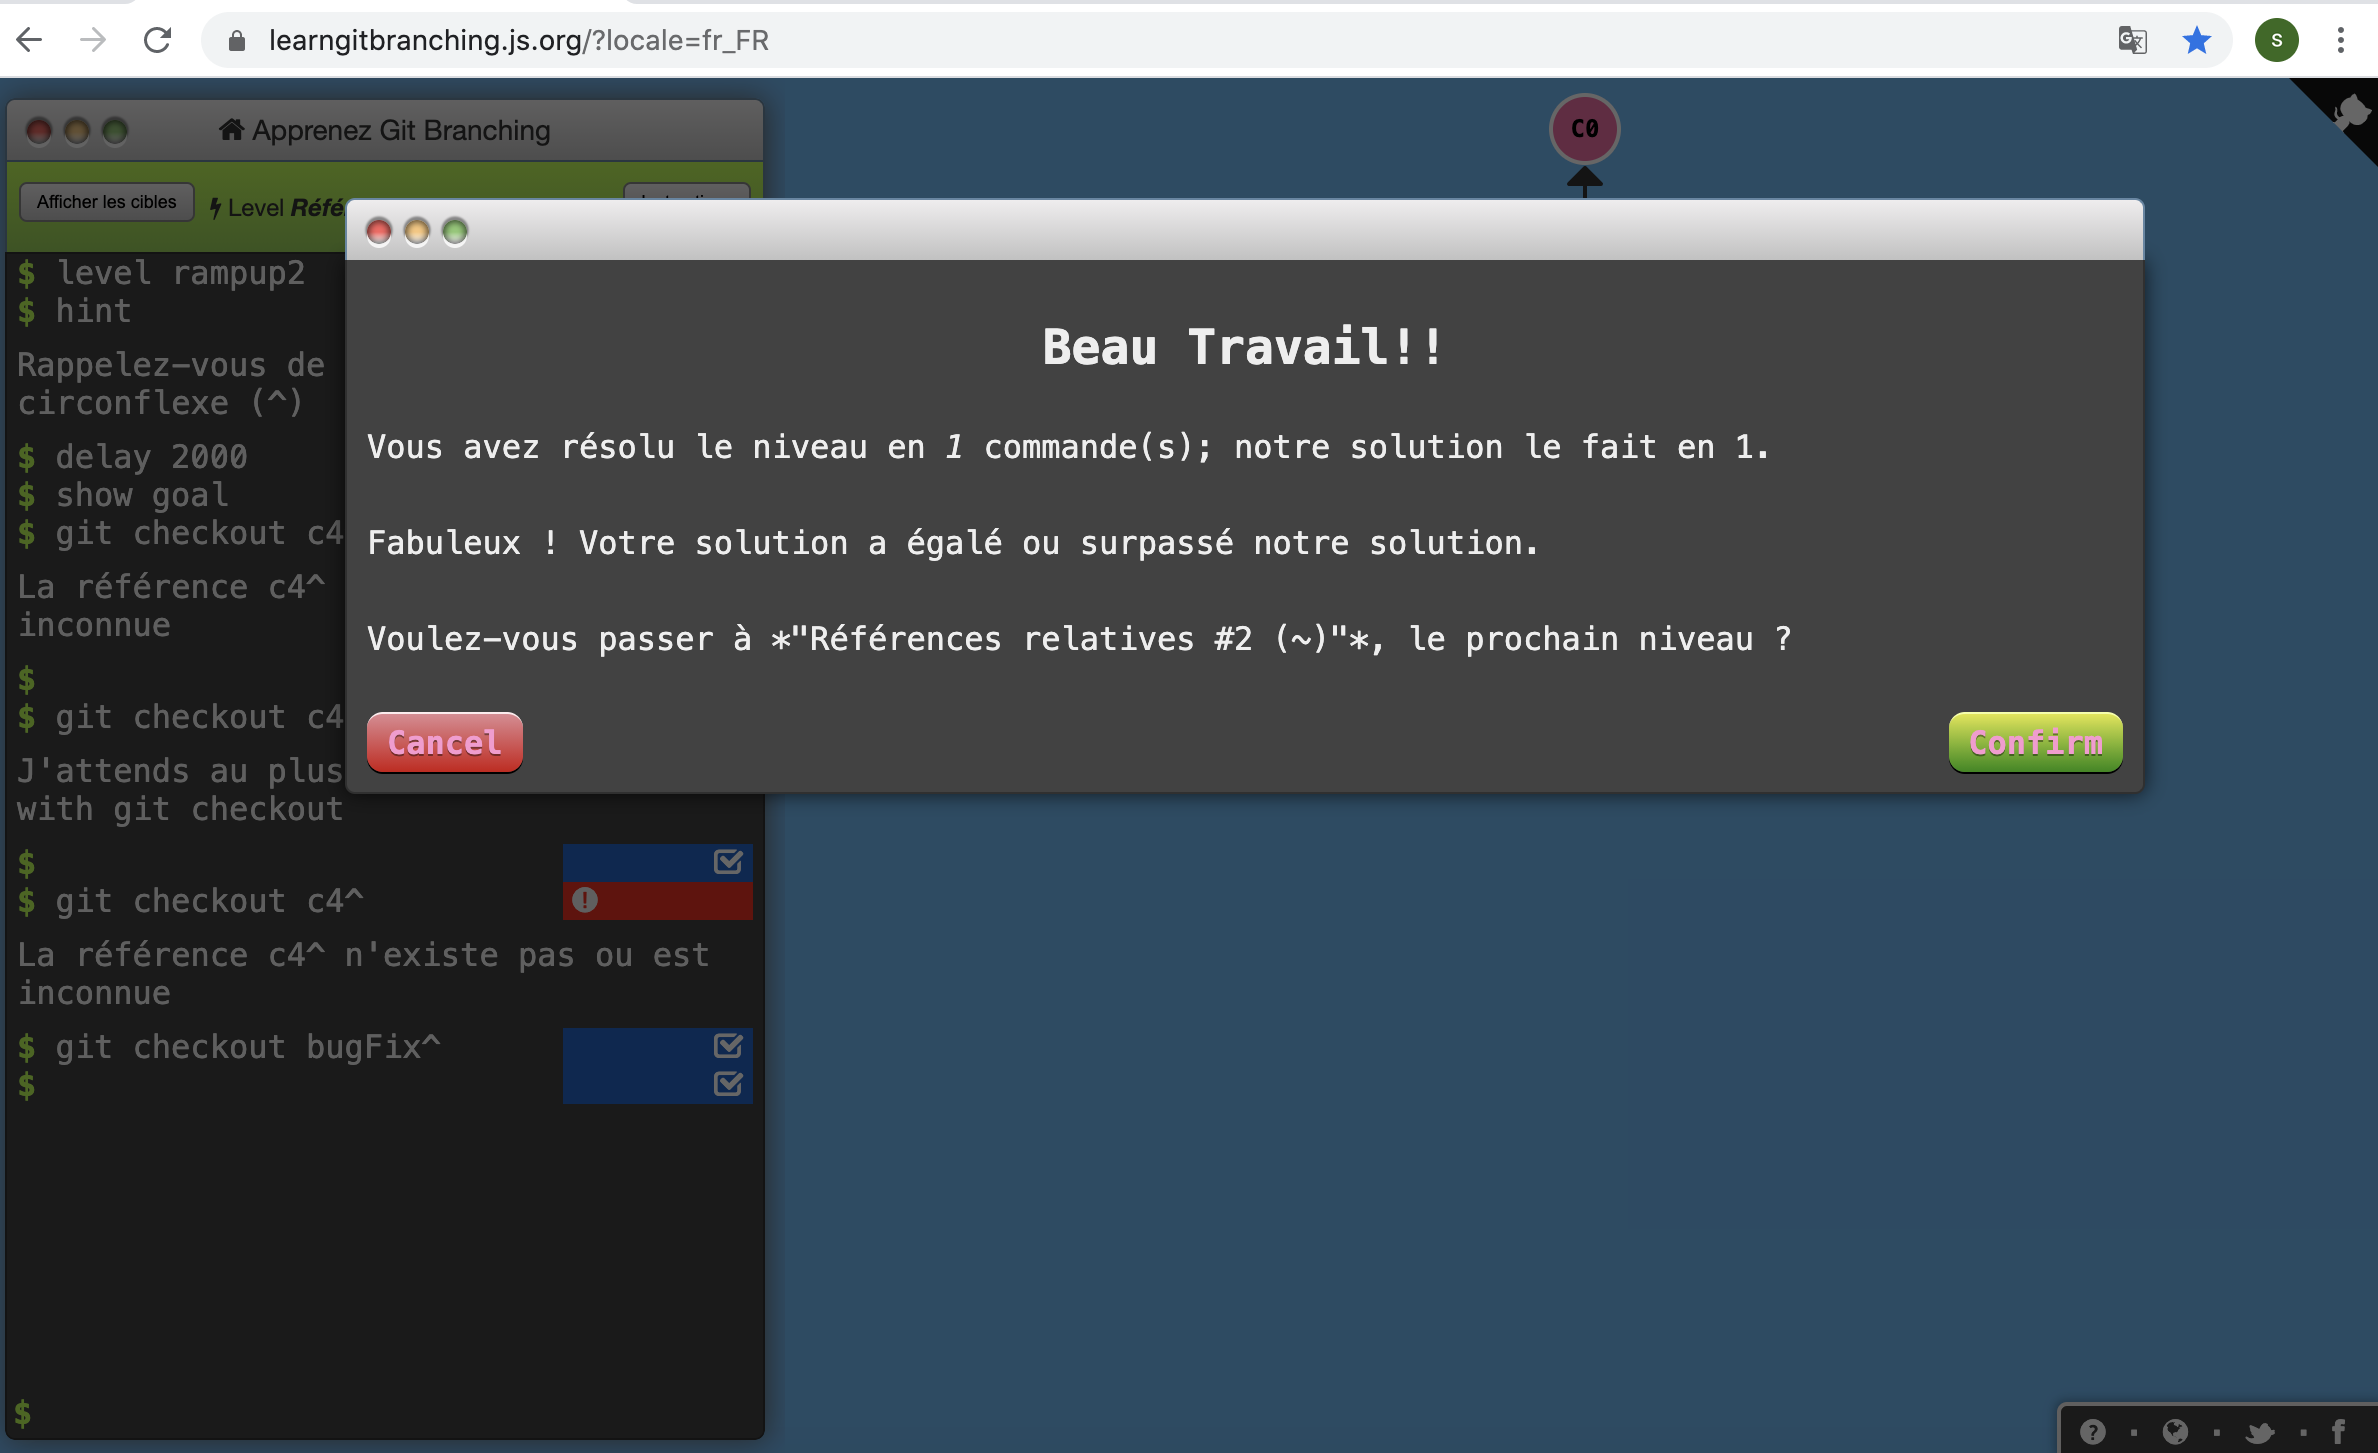 learngitbranching.js.org/?locale=fr_FR
S
Apprenez Git Branching
C0
Afficher les cibles
Level Réfé
$ level rampup2
$ hint
Rappelez-vous de
circonflexe (^)
$ delay 2000
$ show goal
$ git checkout c4
La référence c4^
inconnue
$
$ git checkout c4
J'attends au plus
with git checkout
$
$ git checkout c4^
La référence c4^ n'existe pas ou est
inconnue
$ git checkout bugFix^
$
$
Beau Travail!!
Vous avez résolu le niveau en 1 commande(s); notre solution le fait en 1.
Fabuleux ! Votre solution a égalé ou surpassé notre solution.
Voulez-vous passer à *"Références relatives #2 (~)"*, le prochain niveau ?
Cancel
Confirm